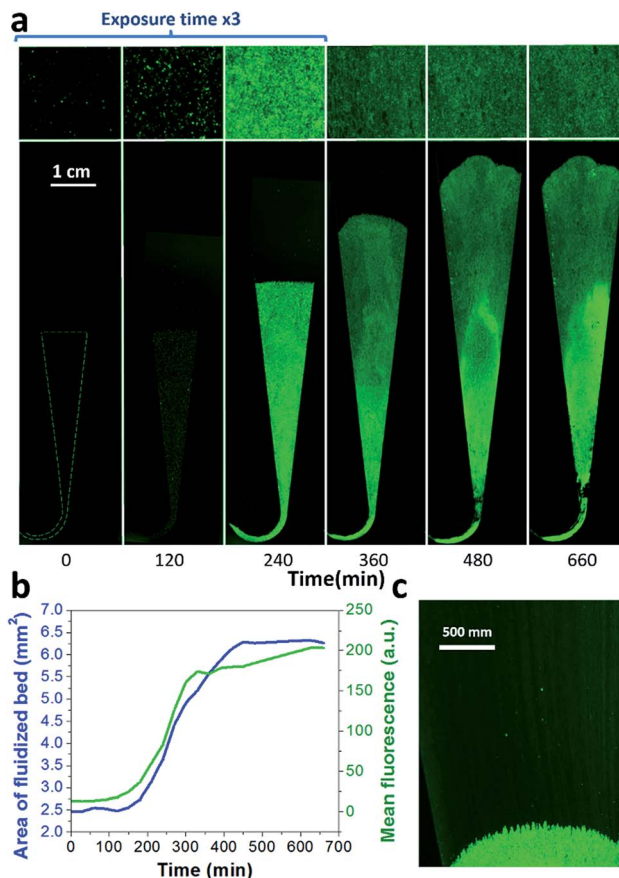 a
Exposure time x3
1 cm
0 120 240 360 480 660
Time(min)
b
Area of fluidized bed (mm²)
7.0
6.5
6.0
5.5
5.0
4.5
4.0
3.5
3.0
2.5
2.0
250
200
150
100
50
0
Mean fluorescence (a.u.)
0 100 200 300 400 500 600 700
Time (min)
c
500 mm